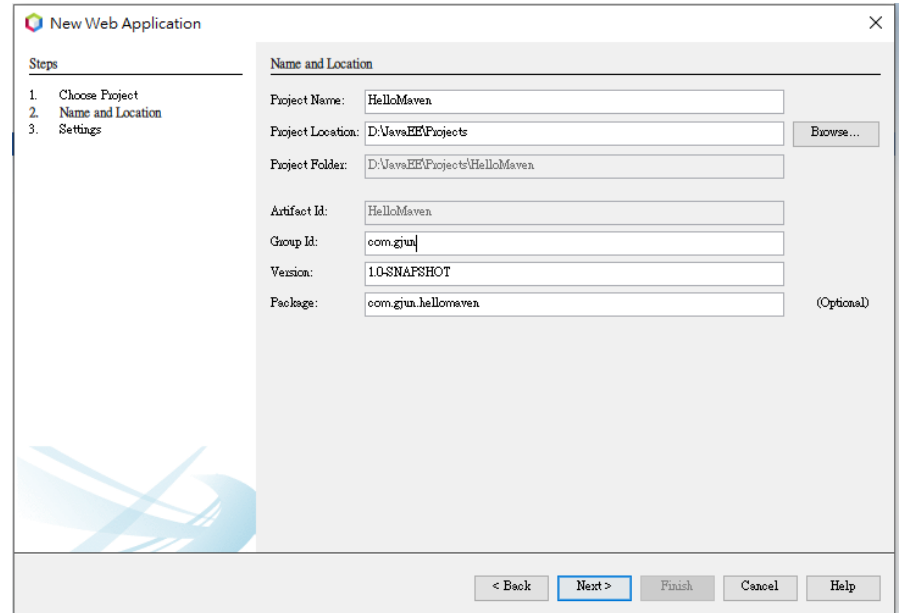 New Web Application
Steps
1. Choose Project
2. Name and Location
3. Settings
Name and Location
Project Name: HelloMaven
Project Location: D:\JavaEE\Projects Browse...
Project Folder: D:\JavaEE\Projects\HelloMaven
Artifact Id: HelloMaven
Group Id: com.gjun
Version: 1.0-SNAPSHOT
Package: com.gjun.hellomaven (Optional)
< Back Next > Finish Cancel Help